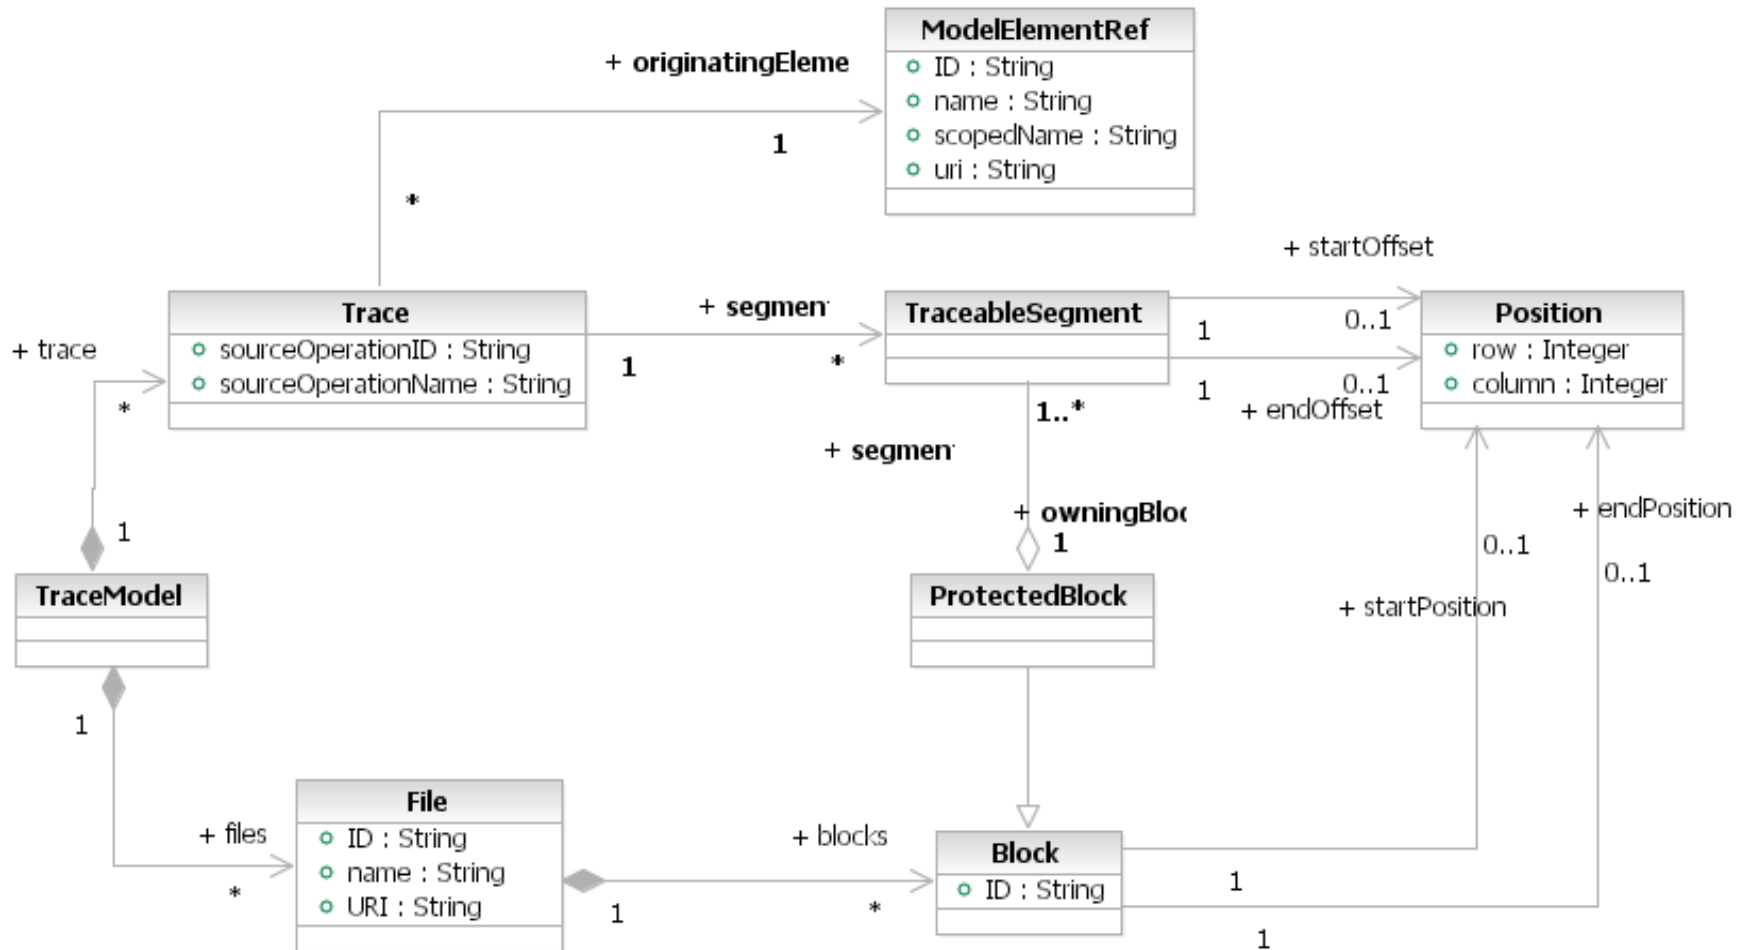 ModelElementRef
ID : String
name : String
scopedName : String
uri : String
+ originatingEleme
1
*
Trace
sourceOperationID : String
sourceOperationName : String
+ trace
*
1
+ segmen
1
*
TraceableSegment
+ startOffset
1
0..1
1
0..1
+ endOffset
Position
row : Integer
column : Integer
1..*
+ segmen
+ owningBloc
1
TraceModel
1
ProtectedBlock
+ endPosition
0..1
0..1
+ startPosition
+ files
*
File
ID : String
name : String
URI : String
+ blocks
1
*
Block
ID : String
1
1